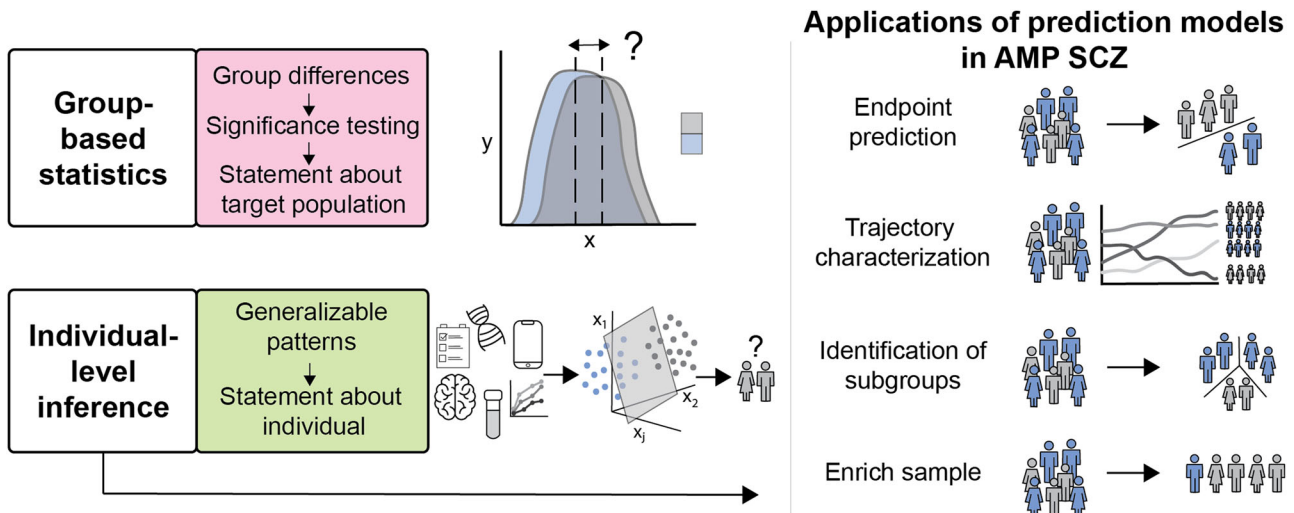 Group-
based
statistics
Group differences
Significance testing
Statement about
target population
?
y
x
Individual-
level
inference
Generalizable
patterns
Statement about
individual
x1
x2
xj
?
Applications of prediction models
in AMP SCZ
Endpoint
prediction
Trajectory
characterization
Identification of
subgroups
Enrich sample